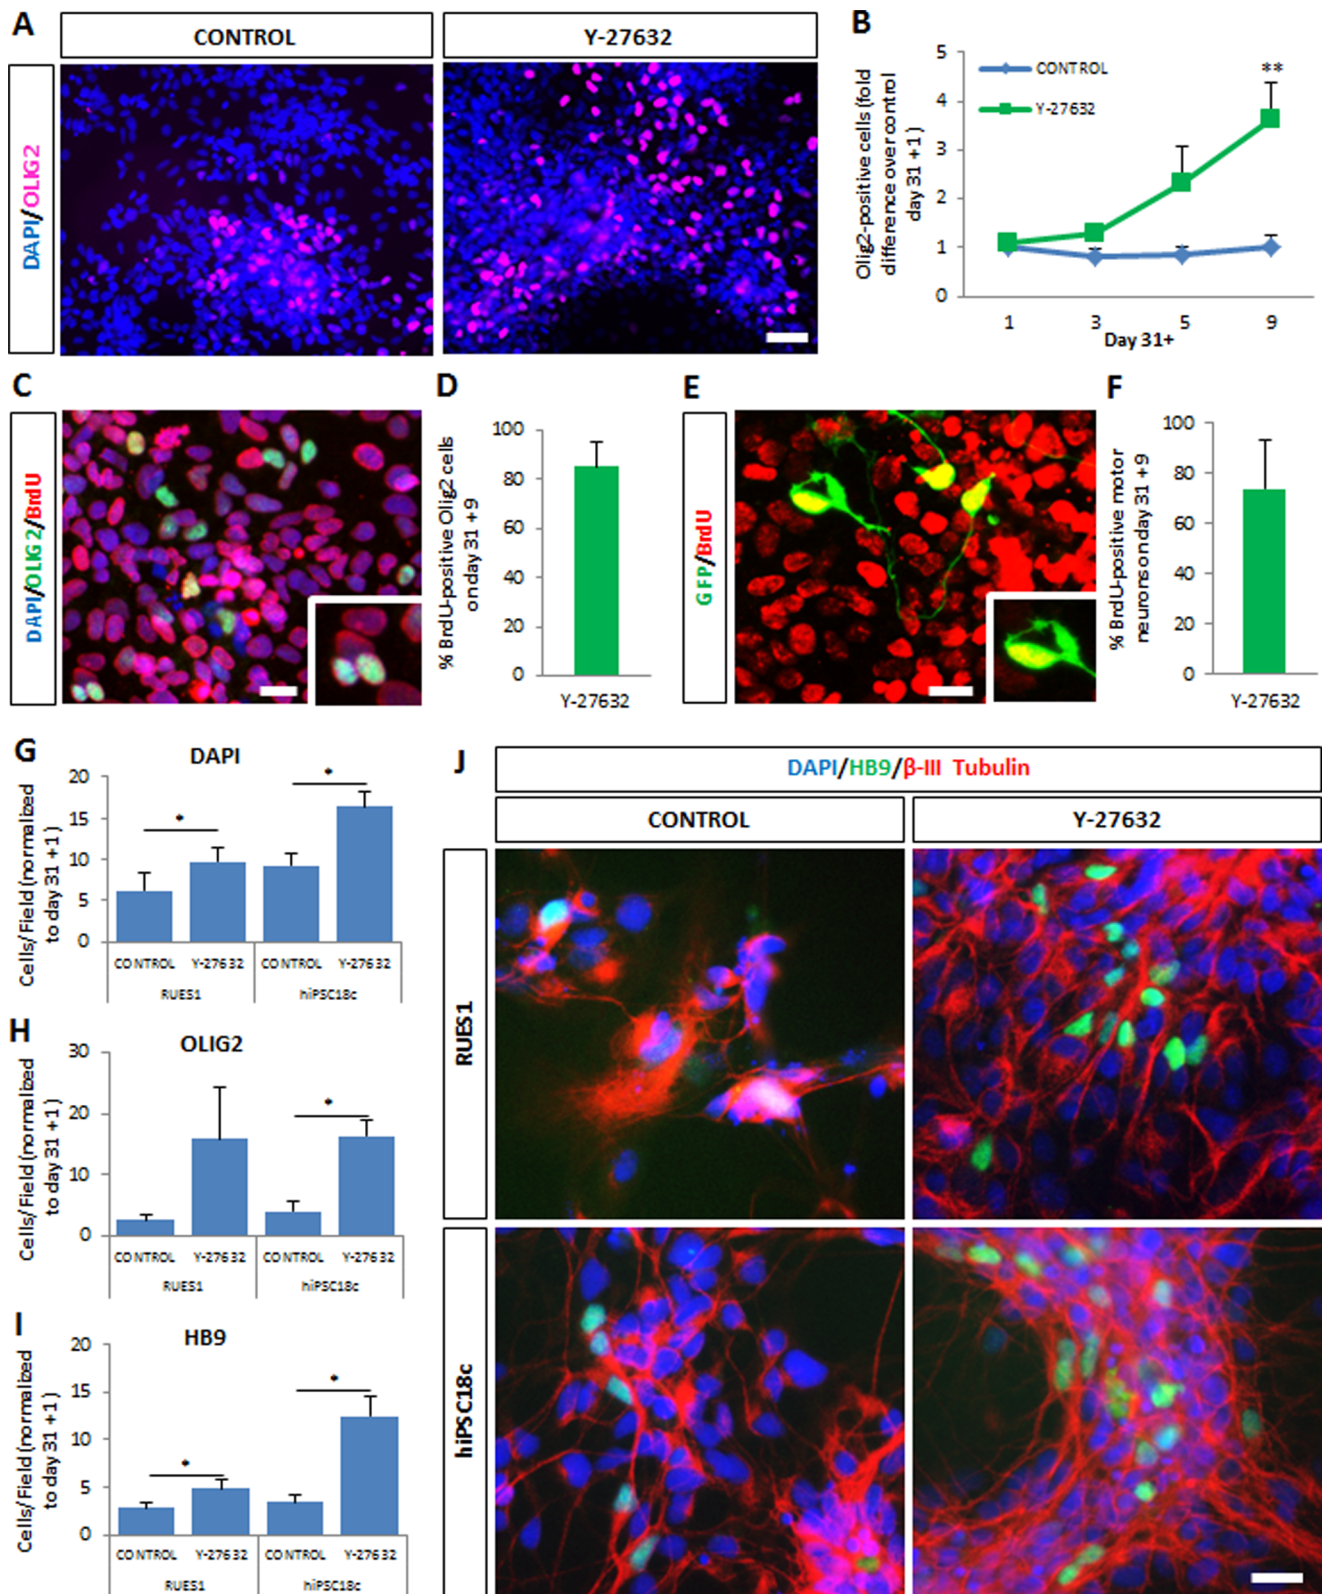 A
CONTROL
Y-27632
DAPI/OLIG2
B
Olig2-positive cells (fold
difference over control
day 31 +1)
5
4
3
2
1
0
CONTROL
Y-27632
**
1 3 5 9
Day 31+
C
DAPI/OLIG2/BrdU
D
% BrdU-positive Olig2 cells
on day 31 +9
100
80
60
40
20
0
Y-27632
E
GFP/BrdU
F
% BrdU-positive motor
neurons on day 31 +9
100
80
60
40
20
0
Y-27632
G
DAPI
Cells/Field (normalized
to day 31 +1)
20
15
10
5
0
*
*
CONTROL Y-27632 CONTROL Y-27632
RUES1 hiPSC18c
H
OLIG2
Cells/Field (normalized
to day 31 +1)
30
20
10
0
*
CONTROL Y-27632 CONTROL Y-27632
RUES1 hiPSC18c
I
HB9
Cells/Field (normalized
to day 31 +1)
20
15
10
5
0
*
*
CONTROL Y-27632 CONTROL Y-27632
RUES1 hiPSC18c
J
DAPI/HB9/β-III Tubulin
CONTROL
Y-27632
RUES1
hiPSC18c